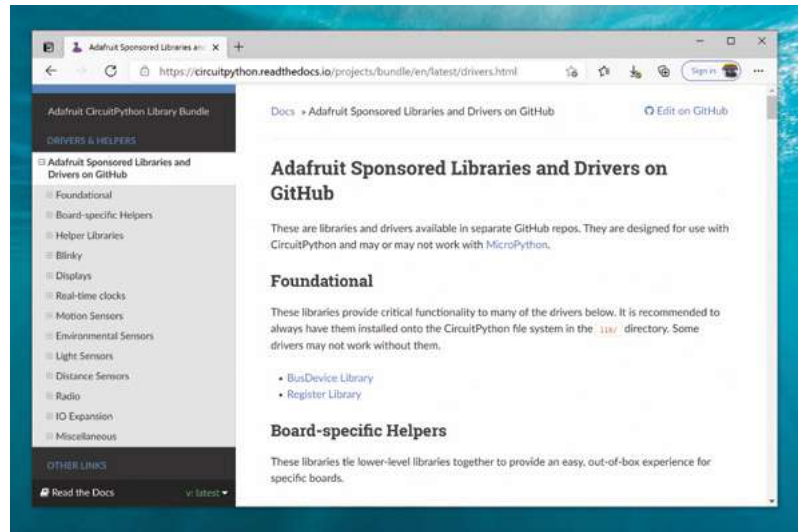 Adafruit Sponsored Libraries an
https://circuitpython.readthedocs.io/projects/bundle/en/latest/drivers.html
Sign in
Adafruit CircuitPython Library Bundle
DRIVERS & HELPERS
Adafruit Sponsored Libraries and
Drivers on GitHub
Foundational
Board-specific Helpers
Helper Libraries
Blinky
Displays
Real-time clocks
Motion Sensors
Environmental Sensors
Light Sensors
Distance Sensors
Radio
IO Expansion
Miscellaneous
OTHER LINKS
Read the Docs
v: latest
Docs » Adafruit Sponsored Libraries and Drivers on GitHub
Edit on GitHub
Adafruit Sponsored Libraries and Drivers on
GitHub
These are libraries and drivers available in separate GitHub repos. They are designed for use with
CircuitPython and may or may not work with MicroPython.
Foundational
These libraries provide critical functionality to many of the drivers below. It is recommended to
always have them installed onto the CircuitPython file system in the lib/ directory. Some
drivers may not work without them.
• BusDevice Library
• Register Library
Board-specific Helpers
These libraries tie lower-level libraries together to provide an easy, out-of-box experience for
specific boards.